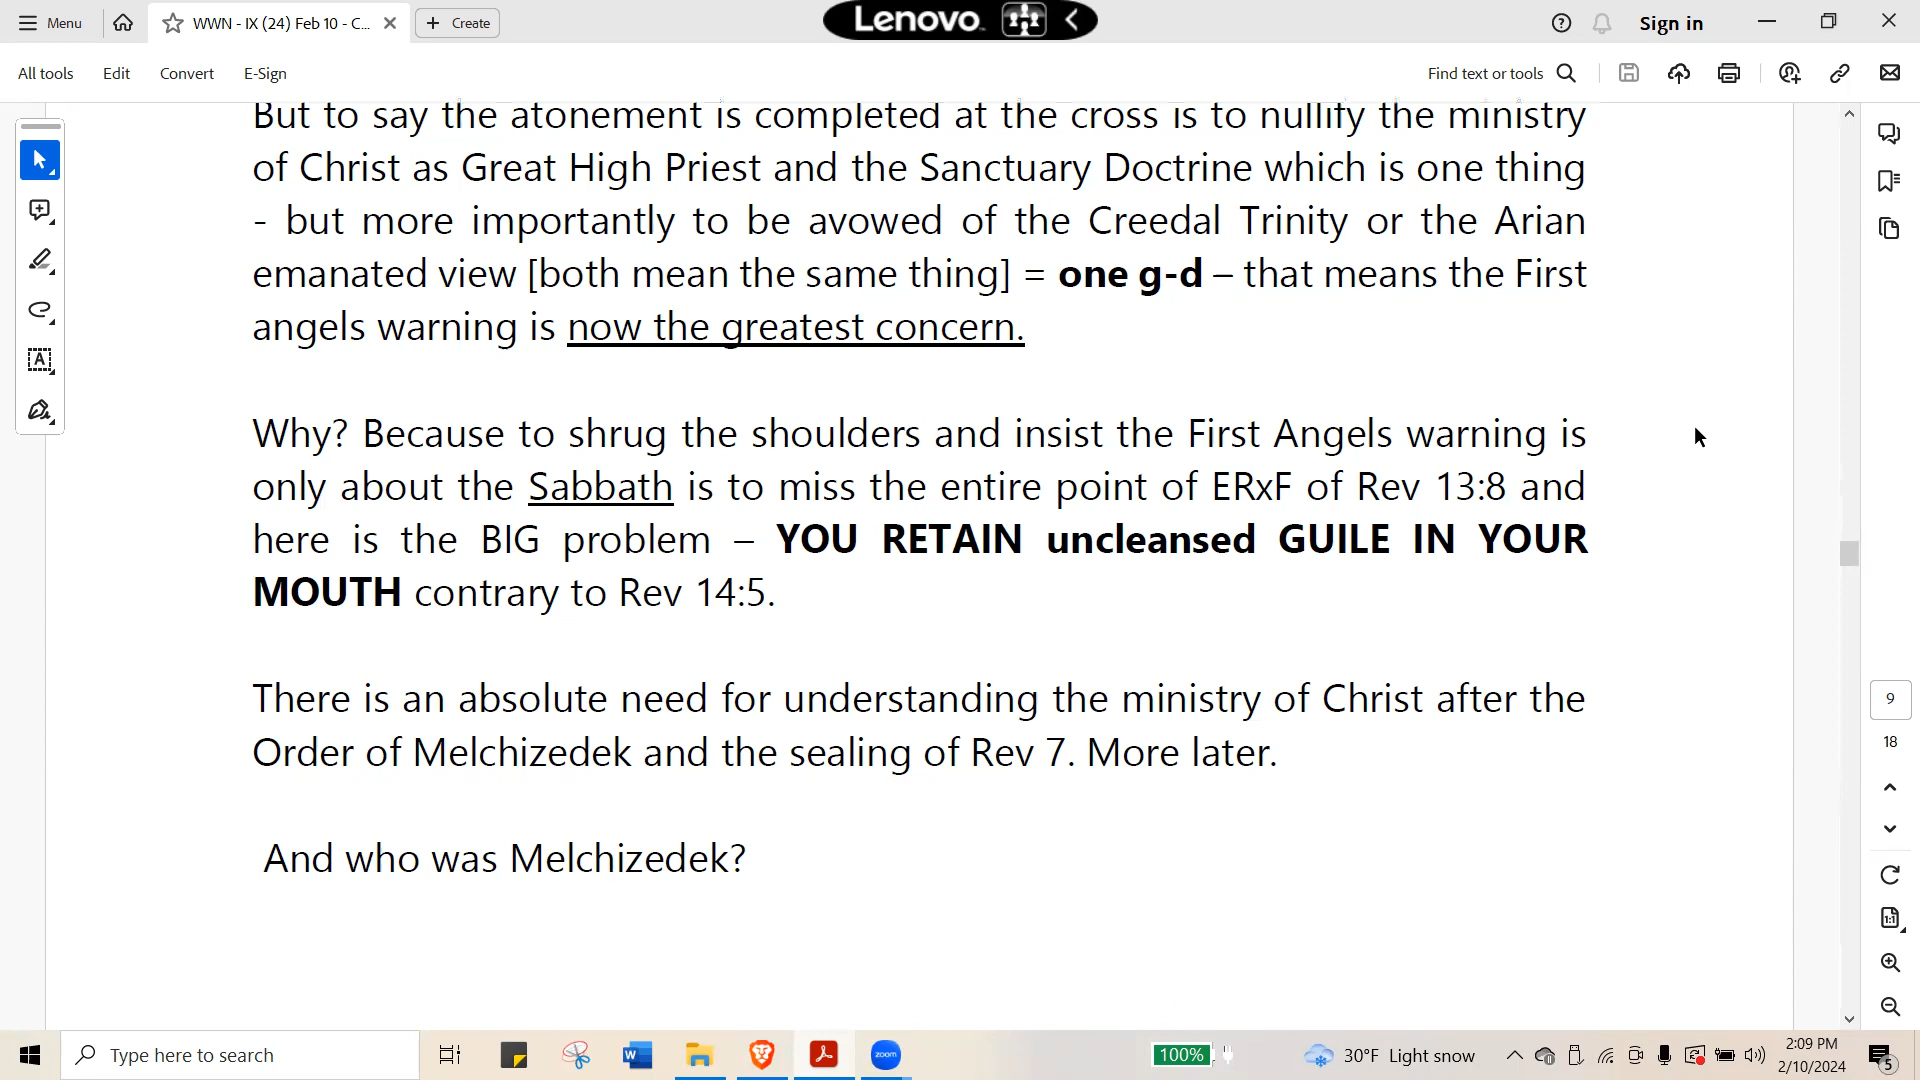 Menu
WWN - IX (24) Feb 10 - C...
Create
Lenovo
Sign in
All tools
Edit
Convert
E-Sign
Find text or tools
But to say the atonement is completed at the cross is to nullify the ministry
of Christ as Great High Priest and the Sanctuary Doctrine which is one thing
- but more importantly to be avowed of the Creedal Trinity or the Arian
emanated view [both mean the same thing] = one g-d – that means the First
angels warning is now the greatest concern.
Why? Because to shrug the shoulders and insist the First Angels warning is
only about the Sabbath is to miss the entire point of ERxF of Rev 13:8 and
here is the BIG problem – YOU RETAIN uncleansed GUILE IN YOUR
MOUTH contrary to Rev 14:5.
There is an absolute need for understanding the ministry of Christ after the
Order of Melchizedek and the sealing of Rev 7. More later.
And who was Melchizedek?
9
18
1:1
Type here to search
W
zoom
100%
30°F Light snow
2:09 PM
2/10/2024
5